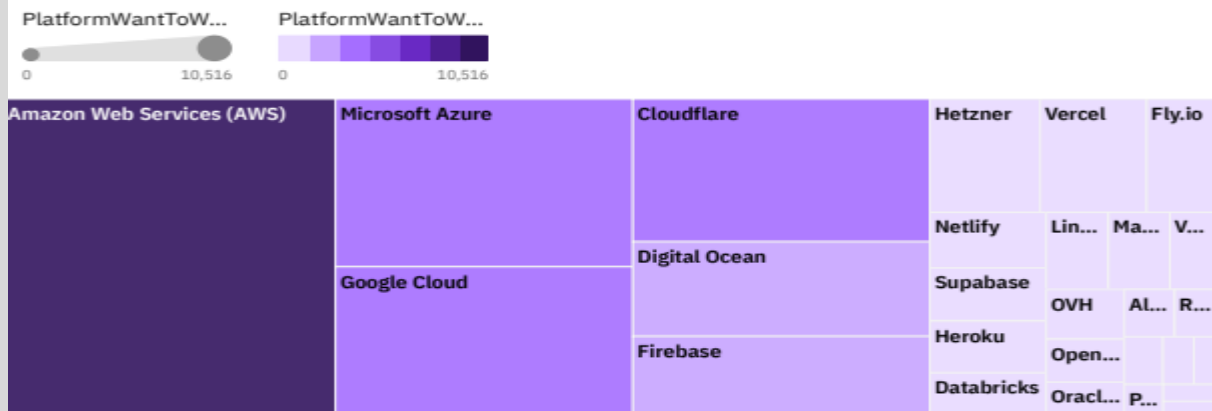 PlatformWantToW... PlatformWantToW...
0 10,516 0 10,516
Amazon Web Services (AWS) Microsoft Azure Cloudflare Hetzner Vercel Fly.io
Netlify Lin... Ma... V...
Digital Ocean
Google Cloud Supabase
OVH Al... R...
Heroku
Firebase Open...
Databricks Oracl... P...